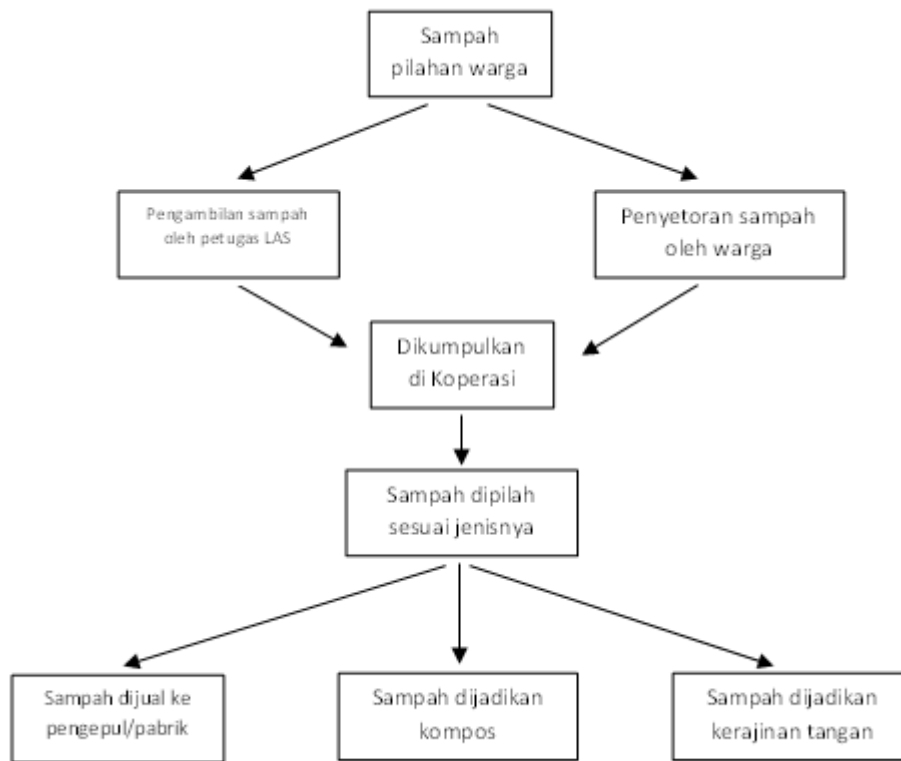 Sampah
pilahan warga
Pengambilan sampah
oleh petugas LAS
Penyetoran sampah
oleh warga
Dikumpulkan
di Koperasi
Sampah dipilah
sesuai jenisnya
Sampah dijual ke
pengepul/pabrik
Sampah dijadikan
kompos
Sampah dijadikan
kerajinan tangan